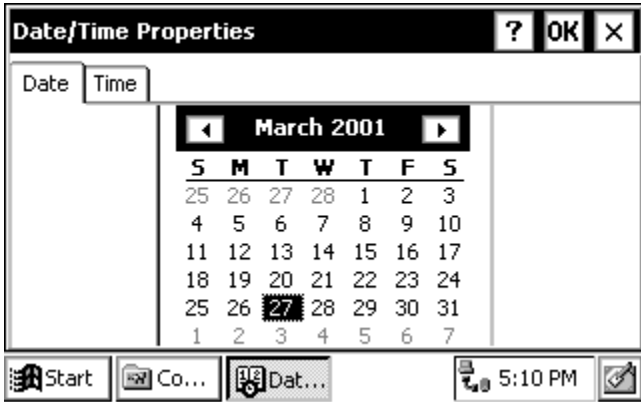 Date/Time Properties ? OK ×
Date Time
March 2001
S M T W T F S
25 26 27 28 1 2 3
4 5 6 7 8 9 10
11 12 13 14 15 16 17
18 19 20 21 22 23 24
25 26 27 28 29 30 31
1 2 3 4 5 6 7
Start Co... Dat... 5:10 PM